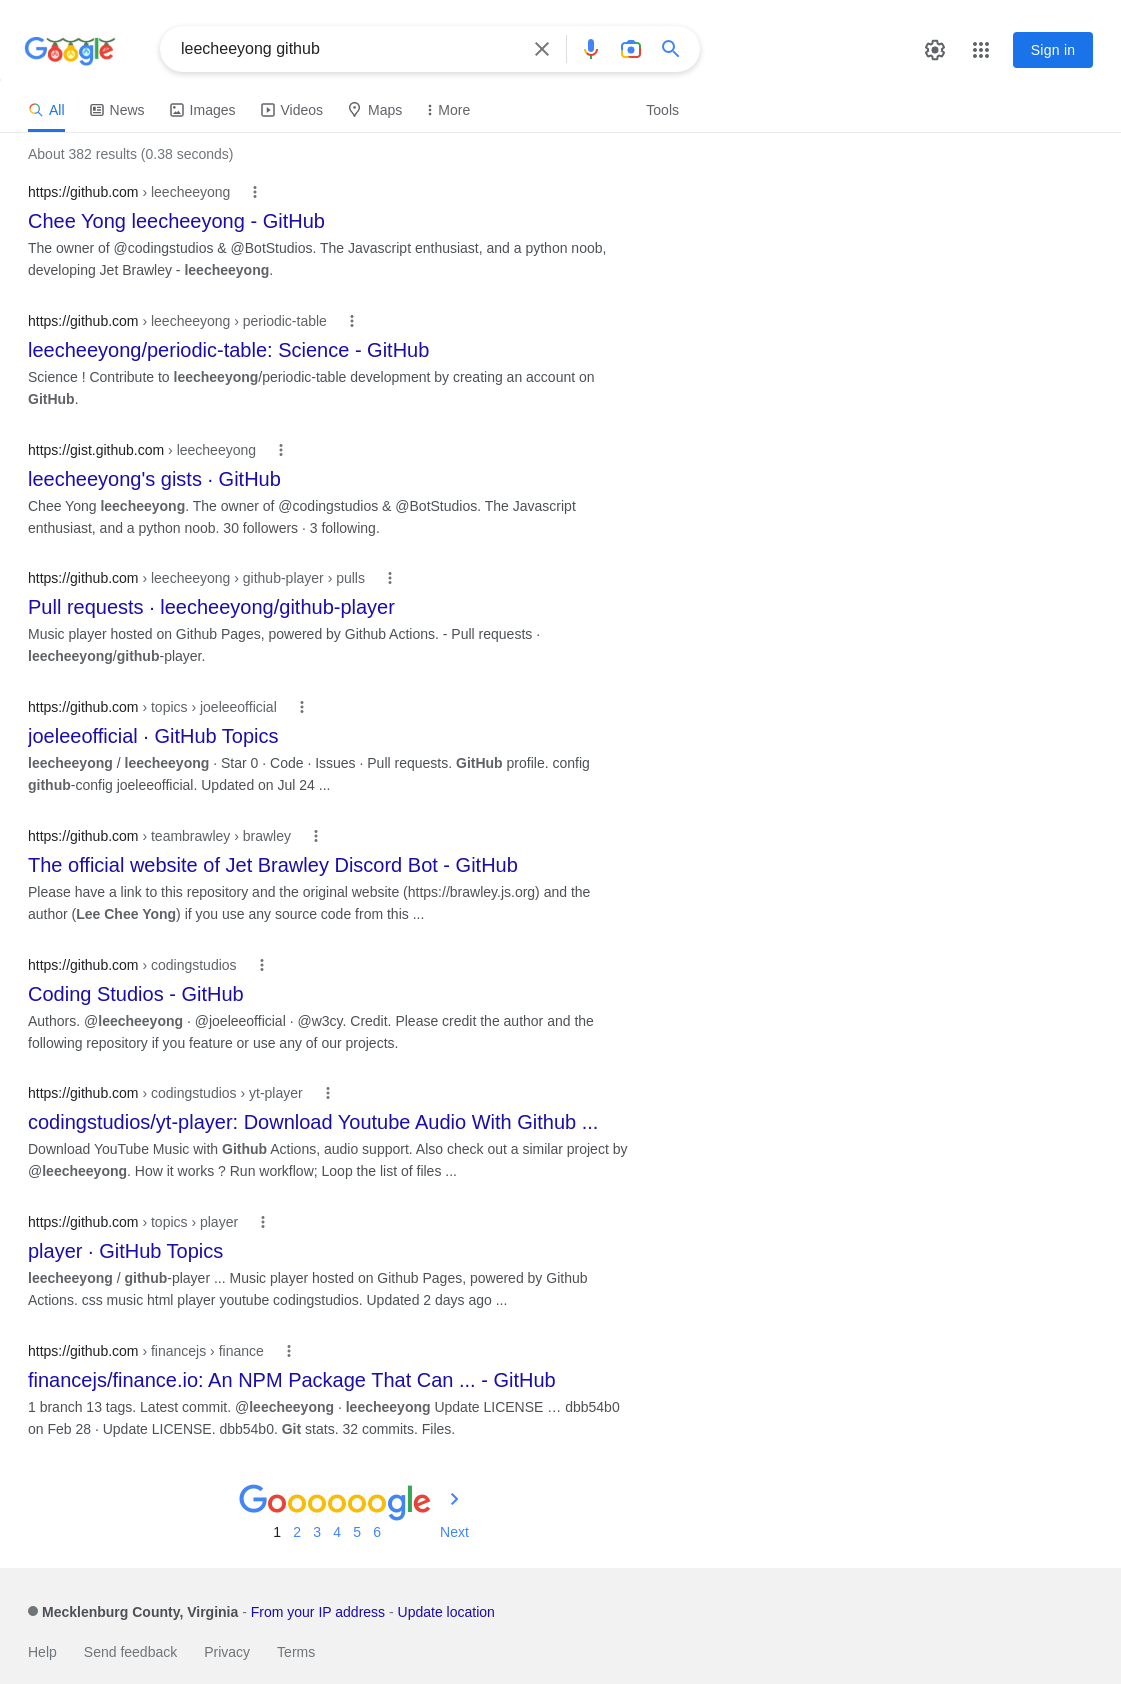 Google
leecheeyong github
Sign in
All News Images Videos Maps More Tools
About 382 results (0.38 seconds)
https://github.com › leecheeyong
Chee Yong leecheeyong - GitHub
The owner of @codingstudios & @BotStudios. The Javascript enthusiast, and a python noob,
developing Jet Brawley - leecheeyong.
https://github.com › leecheeyong › periodic-table
leecheeyong/periodic-table: Science - GitHub
Science ! Contribute to leecheeyong/periodic-table development by creating an account on
GitHub.
https://gist.github.com › leecheeyong
leecheeyong's gists · GitHub
Chee Yong leecheeyong. The owner of @codingstudios & @BotStudios. The Javascript
enthusiast, and a python noob. 30 followers · 3 following.
https://github.com › leecheeyong › github-player › pulls
Pull requests · leecheeyong/github-player
Music player hosted on Github Pages, powered by Github Actions. - Pull requests ·
leecheeyong/github-player.
https://github.com › topics › joeleeofficial
joeleeofficial · GitHub Topics
leecheeyong / leecheeyong · Star 0 · Code · Issues · Pull requests. GitHub profile. config
github-config joeleeofficial. Updated on Jul 24 ...
https://github.com › teambrawley › brawley
The official website of Jet Brawley Discord Bot - GitHub
Please have a link to this repository and the original website (https://brawley.js.org) and the
author (Lee Chee Yong) if you use any source code from this ...
https://github.com › codingstudios
Coding Studios - GitHub
Authors. @leecheeyong · @joeleeofficial · @w3cy. Credit. Please credit the author and the
following repository if you feature or use any of our projects.
https://github.com › codingstudios › yt-player
codingstudios/yt-player: Download Youtube Audio With Github ...
Download YouTube Music with Github Actions, audio support. Also check out a similar project by
@leecheeyong. How it works ? Run workflow; Loop the list of files ...
https://github.com › topics › player
player · GitHub Topics
leecheeyong / github-player ... Music player hosted on Github Pages, powered by Github
Actions. css music html player youtube codingstudios. Updated 2 days ago ...
https://github.com › financejs › finance
financejs/finance.io: An NPM Package That Can ... - GitHub
1 branch 13 tags. Latest commit. @leecheeyong · leecheeyong Update LICENSE … dbb54b0
on Feb 28 · Update LICENSE. dbb54b0. Git stats. 32 commits. Files.
Goooooogle
1 2 3 4 5 6 Next
Mecklenburg County, Virginia - From your IP address - Update location
Help Send feedback Privacy Terms